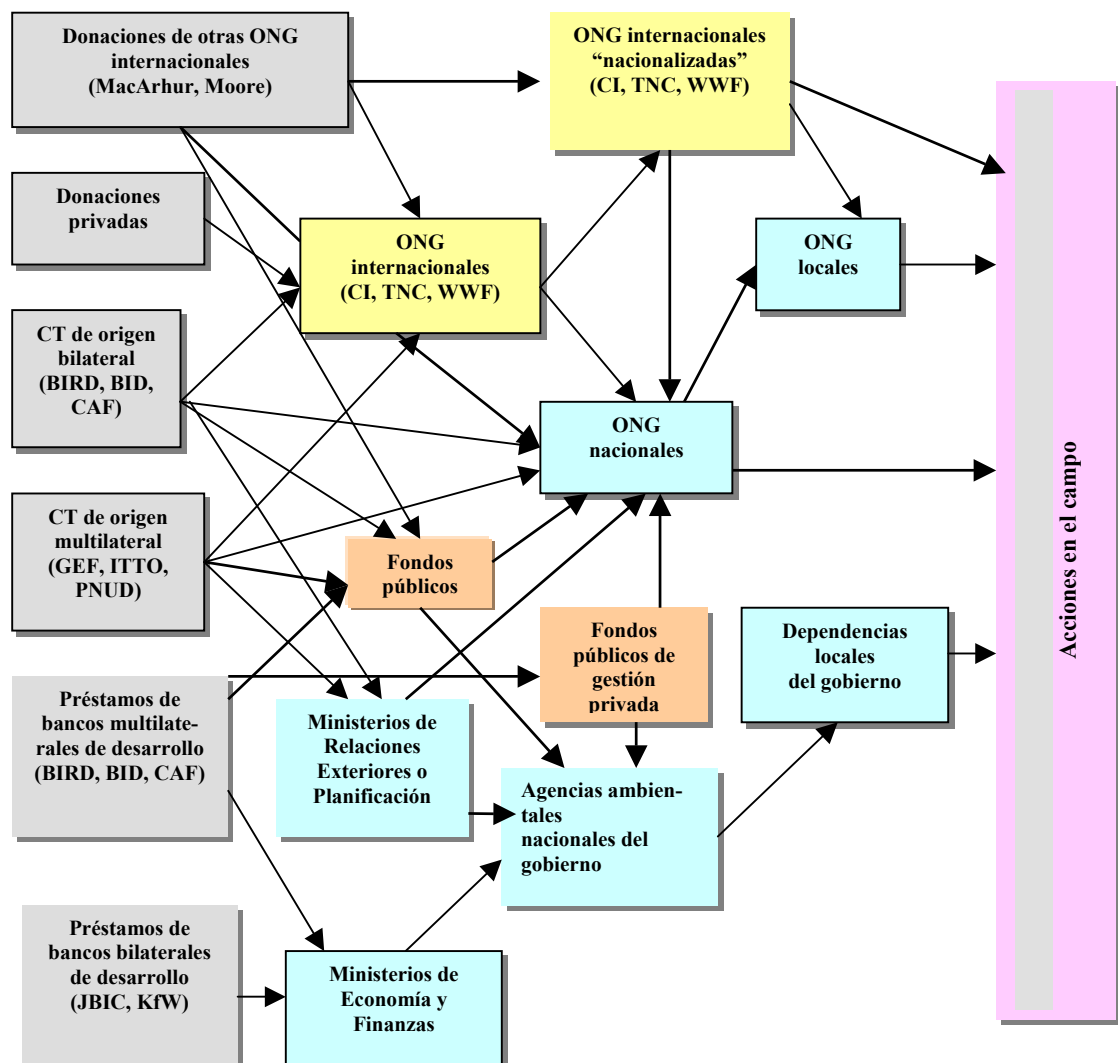 Donaciones de otras ONG
internacionales
(MacArhur, Moore)
ONG internacionales
“nacionalizadas”
(CI, TNC, WWF)
Donaciones
privadas
ONG
internacionales
(CI, TNC, WWF)
ONG
locales
CT de origen
bilateral
(BIRD, BID,
CAF)
ONG
nacionales
CT de origen
multilateral
(GEF, ITTO,
PNUD)
Fondos
públicos
Fondos
públicos de
gestión
privada
Dependencias
locales
del gobierno
Préstamos de
bancos multilate-
rales de desarrollo
(BIRD, BID, CAF)
Ministerios de
Relaciones
Exteriores o
Planificación
Agencias ambien-
tales
nacionales del
gobierno
Préstamos de
bancos bilaterales
de desarrollo
(JBIC, KfW)
Ministerios de
Economía y
Finanzas
Acciones en el campo